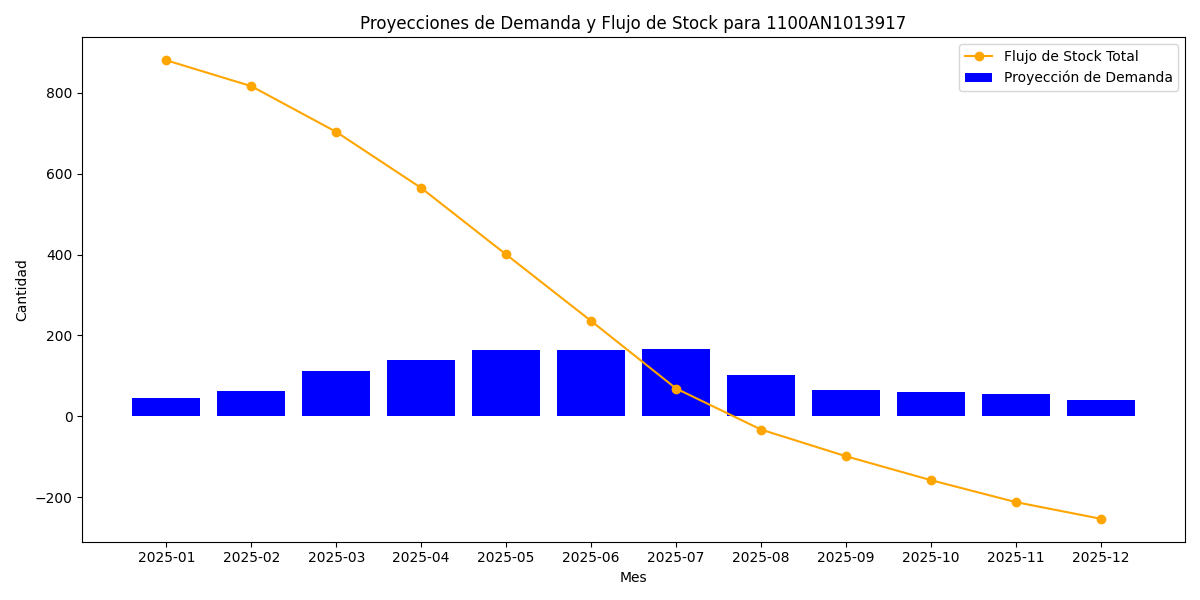 Proyecciones de Demanda y Flujo de Stock para 1100AN1013917
Flujo de Stock Total
Proyección de Demanda
Cantidad
800
600
400
200
0
−200
2025-01 2025-02 2025-03 2025-04 2025-05 2025-06 2025-07 2025-08 2025-09 2025-10 2025-11 2025-12
Mes